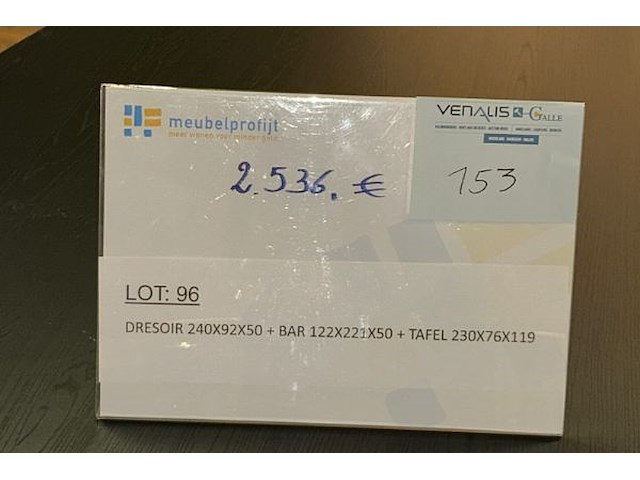 meubelprofijt
VENALIS GALLE
2.536.€
153
LOT: 96
DRESOIR 240X92X50 + BAR 122X221X50 + TAFEL 230X76X119